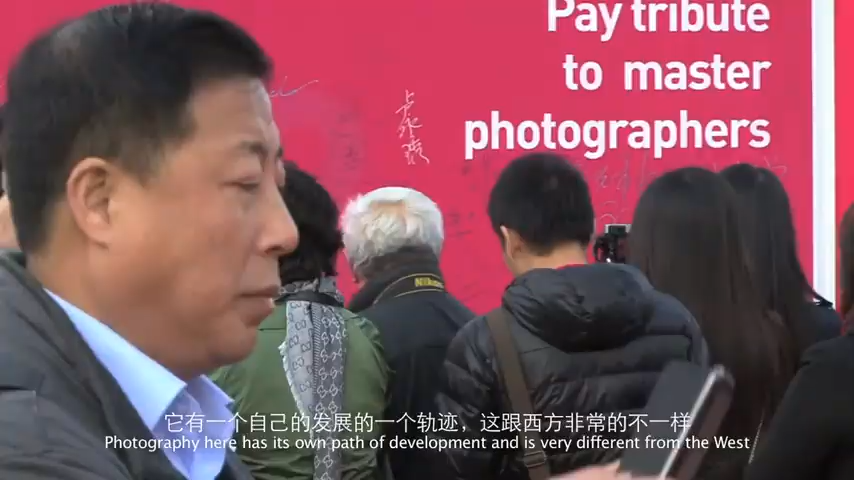 Pay tribute
to master
photographers
Nikon
它有一个自己的发展的一个轨迹，这跟西方非常的不一样
Photography here has its own path of development and is very different from the West